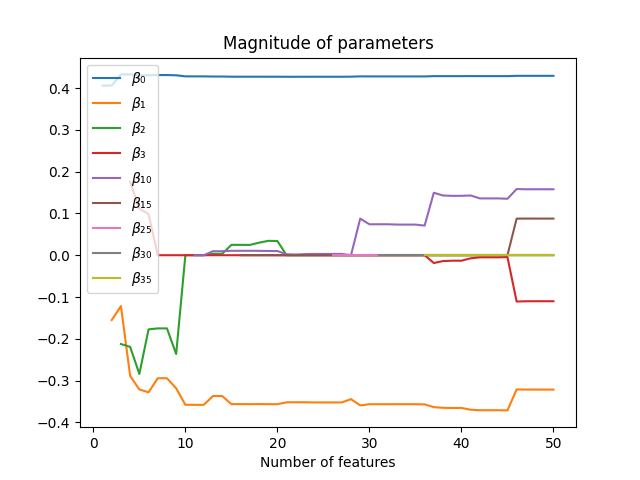 Magnitude of parameters
β₀
β₁
β₂
β₃
β₁₀
β₁₅
β₂₅
β₃₀
β₃₅
0.4
0.3
0.2
0.1
0.0
−0.1
−0.2
−0.3
−0.4
0 10 20 30 40 50
Number of features